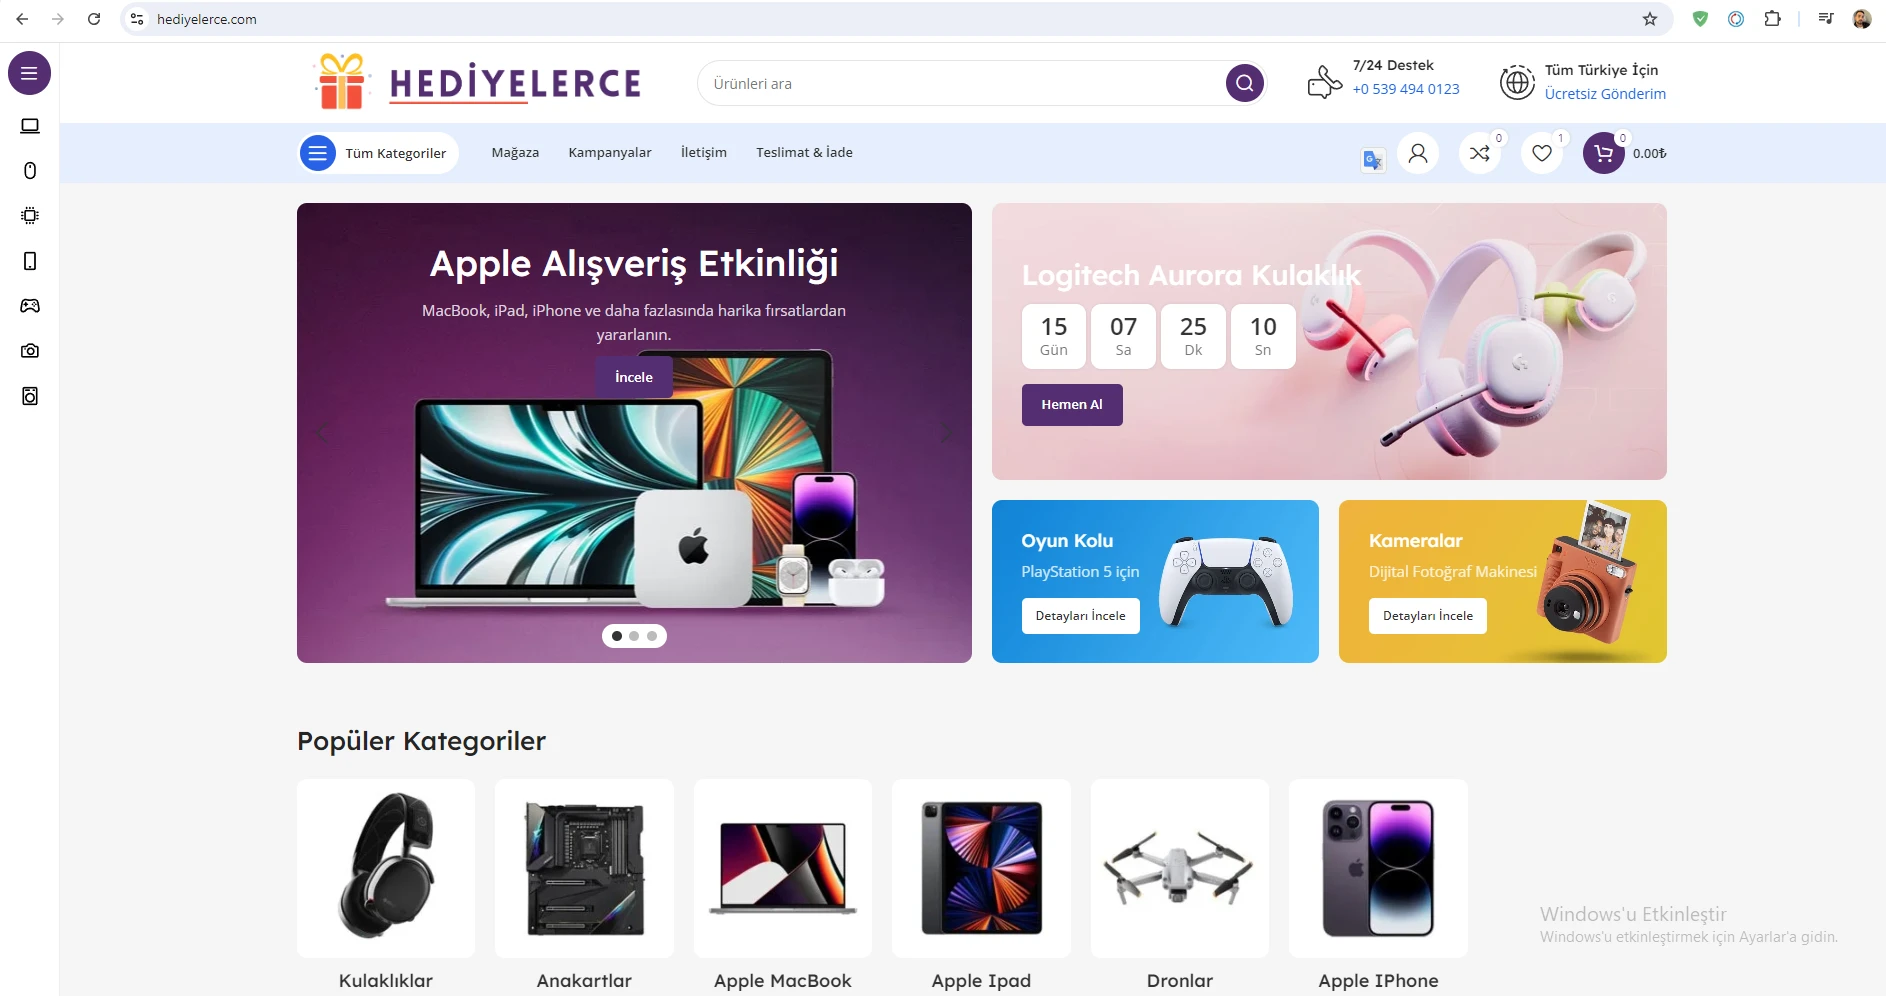 hediyelerce.com
HEDİYELERCE
Ürünleri ara
7/24 Destek
+0 539 494 0123
Tüm Türkiye İçin
Ücretsiz Gönderim
Tüm Kategoriler
Mağaza
Kampanyalar
İletişim
Teslimat & İade
0
1
0
0.00₺
Apple Alışveriş Etkinliği
MacBook, iPad, iPhone ve daha fazlasında harika fırsatlardan
yararlanın.
İncele
Logitech Aurora Kulaklık
15
07
25
10
Gün
Sa
Dk
Sn
Hemen Al
Oyun Kolu
PlayStation 5 için
Detayları İncele
Kameralar
Dijital Fotoğraf Makinesi
Detayları İncele
Popüler Kategoriler
Kulaklıklar
Anakartlar
Apple MacBook
Apple Ipad
Dronlar
Apple IPhone
Windows'u Etkinleştir
Windows'u etkinleştirmek için Ayarlar'a gidin.